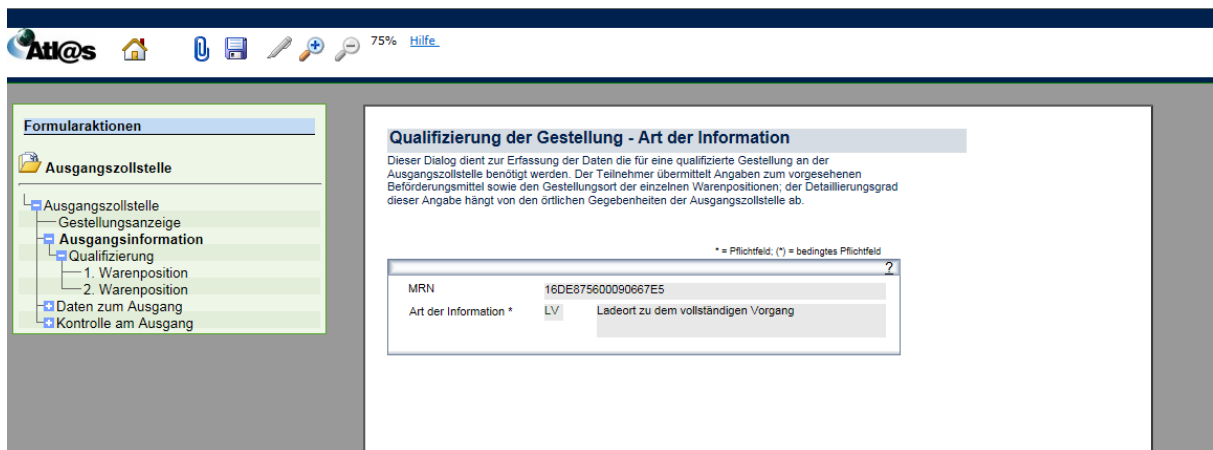 Atl@s
75% Hilfe
Formularaktionen
Ausgangszollstelle
Ausgangszollstelle
Gestellungsanzeige
Ausgangsinformation
Qualifizierung
1. Warenposition
2. Warenposition
Daten zum Ausgang
Kontrolle am Ausgang
Qualifizierung der Gestellung - Art der Information
Dieser Dialog dient zur Erfassung der Daten die für eine qualifizierte Gestellung an der
Ausgangszollstelle benötigt werden. Der Teilnehmer übermittelt Angaben zum vorgesehenen
Beförderungsmittel sowie den Gestellungsort der einzelnen Warenpositionen; der Detaillierungsgrad
dieser Angabe hängt von den örtlichen Gegebenheiten der Ausgangszollstelle ab.
* = Pflichtfeld; (*) = bedingtes Pflichtfeld
?
MRN 16DE875600090667E5
Art der Information * LV Ladeort zu dem vollständigen Vorgang